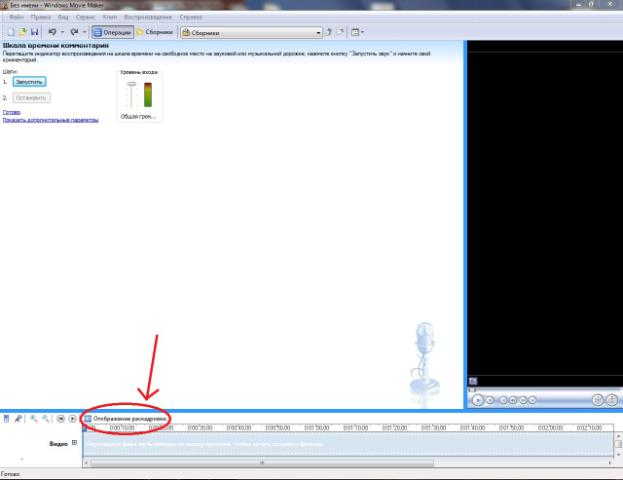 Без имени - Windows Movie Maker
Файл Правка Вид Сервис Клип Воспроизведение Справка
Операции Сборники Сборники
Шкала времени комментария
Перетащите индикатор воспроизведения на шкале времени на свободное место на звуковой или музыкальной дорожке, нажмите кнопку "Запустить звук" и начните свой
комментарий.
Шаги:
1. Запустить
2. Остановить
Готово
Показать дополнительные параметры
Уровень входа
Общая гром...
Отображение раскадровки
0:00'10,00 0:00'30,00 0:00'40,00 0:00'50,00 0:01'00,00 0:01'10,00 0:01'20,00 0:01'30,00 0:01'40,00 0:01'50,00 0:02'00,00 0:02'10,00
Видео
Перетащите файл мультимедиа на шкалу времени, чтобы начать создание фильма.
Готово